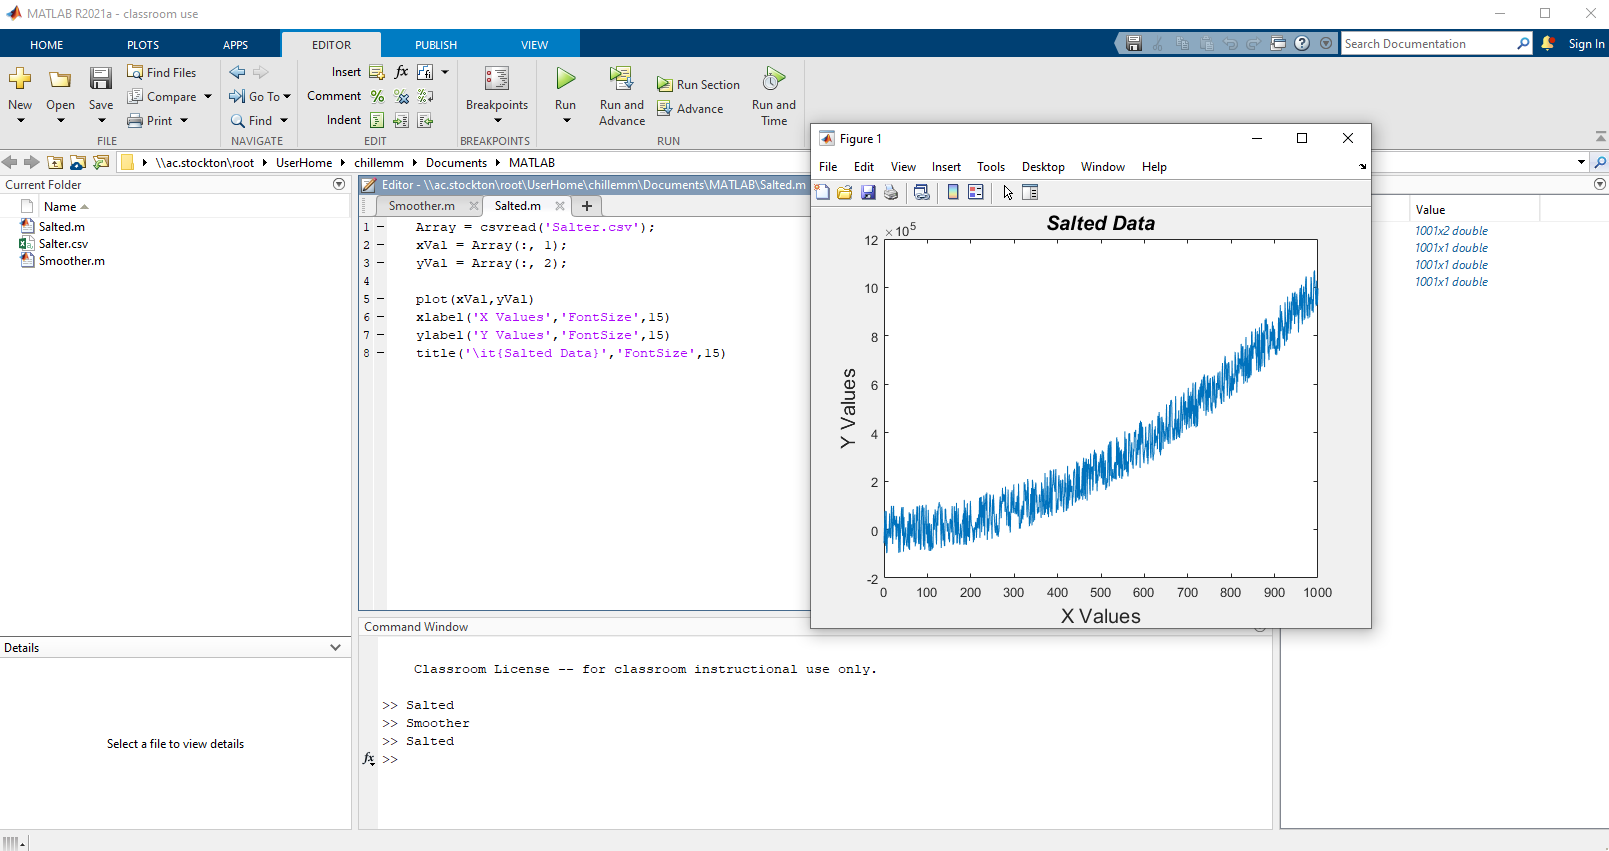 MATLAB R2021a - classroom use
HOME PLOTS APPS EDITOR PUBLISH VIEW
Search Documentation
Sign In
New Open Save
Find Files
Compare
Print
FILE
Go To
Find
NAVIGATE
Insert fx
Comment
Indent
EDIT
Breakpoints
BREAKPOINTS
Run
Run and Advance
Run Section
Advance
Run and Time
RUN
\\ac.stockton\root UserHome chillemm Documents MATLAB
Current Folder
Name
Salted.m
Salter.csv
Smoother.m
Details
Select a file to view details
Editor - \\ac.stockton\root\UserHome\chillemm\Documents\MATLAB\Salted.m
Smoother.m Salted.m
1 Array = csvread('Salter.csv');
2 xVal = Array(:, 1);
3 yVal = Array(:, 2);
4
5 plot(xVal,yVal)
6 xlabel('X Values','FontSize',15)
7 ylabel('Y Values','FontSize',15)
8 title('\it{Salted Data}','FontSize',15)
Command Window
Classroom License -- for classroom instructional use only.
>> Salted
>> Smoother
>> Salted
fx >>
Figure 1
File Edit View Insert Tools Desktop Window Help
Salted Data
×10^5
12
10
8
6
4
2
0
-2
Y Values
0 100 200 300 400 500 600 700 800 900 1000
X Values
Value
1001x2 double
1001x1 double
1001x1 double
1001x1 double